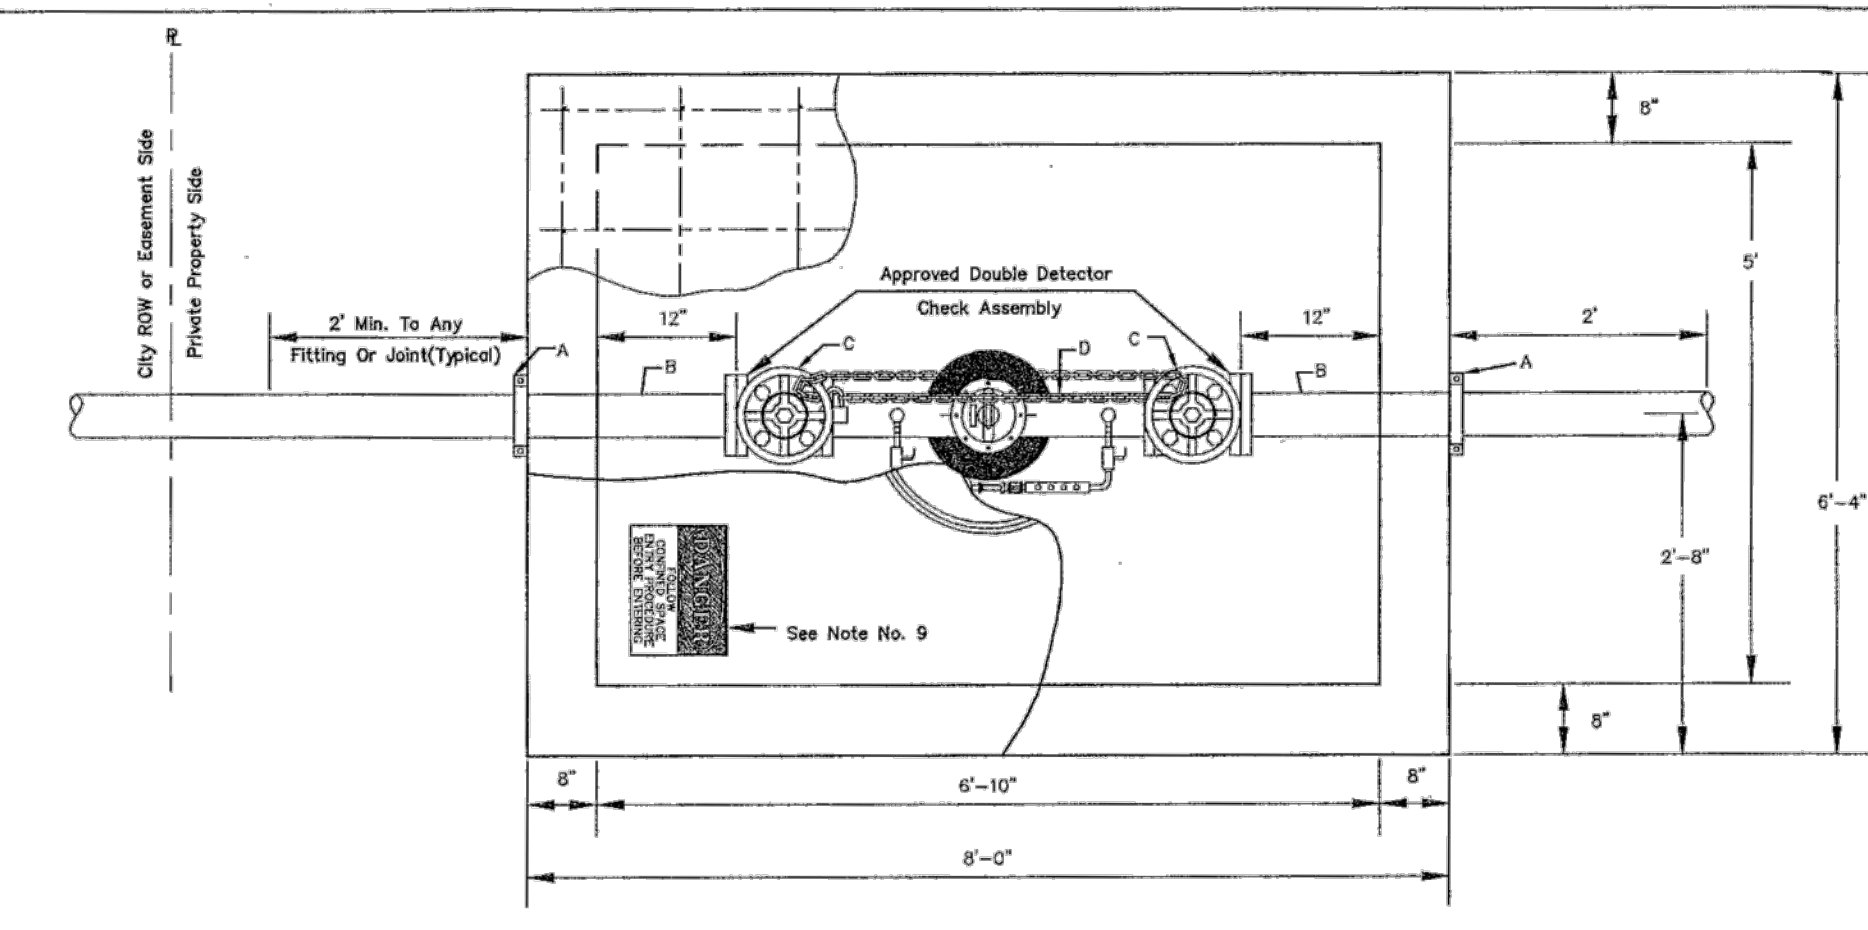 PL
City ROW or Easement Side
Private Property Side
8"
5'
6'-4"
2'-8"
8"
Approved Double Detector
Check Assembly
2' Min. To Any
Fitting Or Joint(Typical)
12"
12"
2'
A
B
C
D
C
B
A
DANGER
FOLLOW
CONFINED SPACE
ENTRY PROCEDURE
BEFORE ENTERING
See Note No. 9
8"
6'-10"
8"
8'-0"